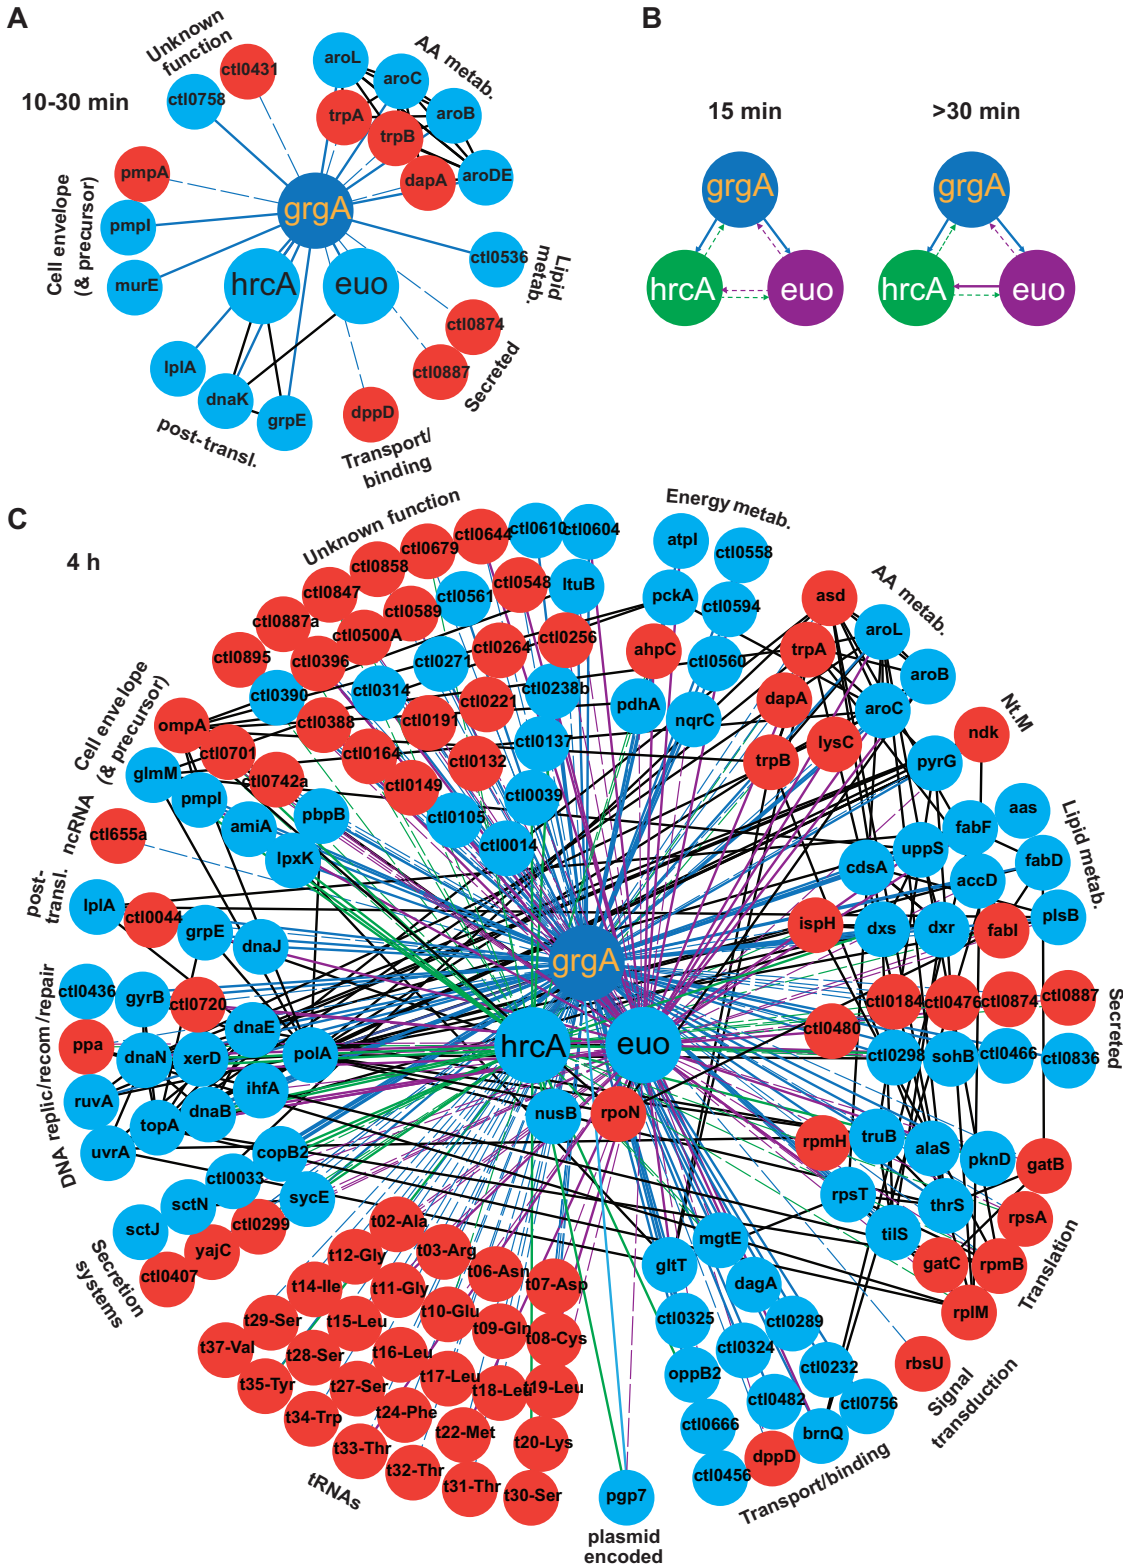 A
Unknown
function
AA metab.
10-30 min
ctl0431
ctl0758
aroL
aroC
aroB
trpA
trpB
dapA
aroDE
pmpA
pmpI
murE
Cell envelope
(& precursor)
grgA
hrcA
euo
ctl0536
Lipid
metab.
ctl0874
ctl0887
Secreted
lplA
dnaK
grpE
dppD
post-transl.
Transport/
binding
B
15 min
>30 min
grgA
hrcA
euo
grgA
hrcA
euo
C
4 h
Unknown function
ctl0644
ctl0610
ctl0604
ctl0679
ctl0858
ctl0847
ctl0561
ctl0548
ltuB
ctl0589
ctl0887a
ctl0500A
ctl0264
ctl0256
ctl0895
ctl0396
ctl0271
ctl0390
ctl0314
ctl0238b
ctl0221
ctl0388
ctl0191
ctl0137
ctl0164
ctl0132
ctl0149
ctl0039
ctl0105
ctl0014
Energy metab.
atpI
ctl0558
pckA
ctl0594
ahpC
ctl0560
pdhA
nqrC
AA metab.
asd
aroL
trpA
aroB
dapA
aroC
lysC
trpB
Nt.M
ndk
pyrG
Lipid metab.
aas
fabF
uppS
fabD
cdsA
accD
plsB
ispH
dxs
dxr
fabI
Cell envelope
(& precursor)
ompA
ctl0701
glmM
ctl0742a
pmpI
amiA
pbpB
lpxK
ncRNA
ctl655a
post-
transl.
lplA
ctl0044
grpE
dnaJ
grgA
hrcA
euo
nusB
rpoN
Secreted
ctl0184
ctl0476
ctl0874
ctl0887
ctl0480
ctl0298
sohB
ctl0466
ctl0836
DNA replic/recom/repair
ctl0436
gyrB
ctl0720
ppa
dnaN
xerD
dnaE
polA
ruvA
topA
dnaB
ihfA
uvrA
Secretion
systems
copB2
ctl0033
sycE
sctN
sctJ
yajC
ctl0299
ctl0407
Translation
rpmH
truB
alaS
pknD
gatB
rpsT
thrS
rpsA
tilS
gatC
rpmB
rplM
Signal
transduction
rbsU
tRNAs
t02-Ala
t12-Gly
t03-Arg
t06-Asn
t07-Asp
t14-Ile
t11-Gly
t29-Ser
t15-Leu
t10-Glu
t09-Gln
t08-Cys
t37-Val
t28-Ser
t16-Leu
t35-Tyr
t27-Ser
t17-Leu
t18-Leu
t19-Leu
t34-Trp
t24-Phe
t22-Met
t20-Lys
t33-Thr
t32-Thr
t31-Thr
t30-Ser
pgp7
plasmid
encoded
Transport/binding
gltT
mgtE
dagA
ctl0325
ctl0289
ctl0324
ctl0232
oppB2
ctl0482
ctl0756
ctl0666
brnQ
dppD
ctl0456